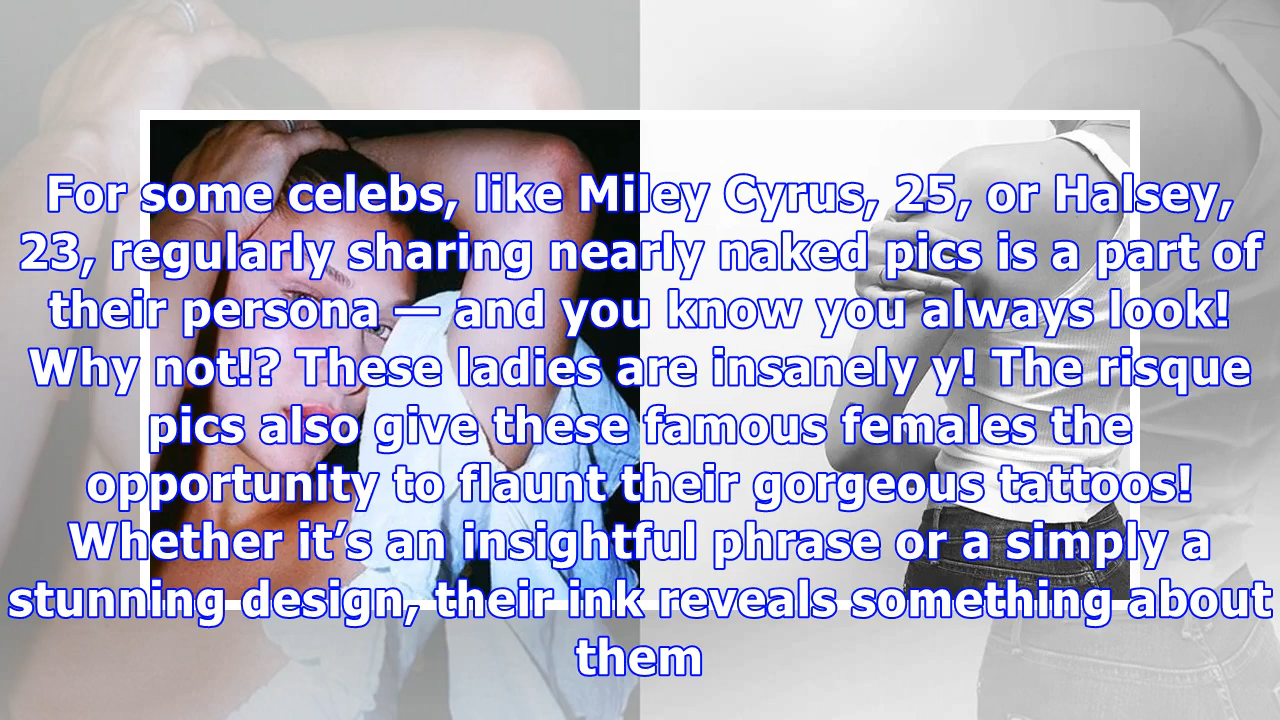 For some celebs, like Miley Cyrus, 25, or Halsey,
23, regularly sharing nearly naked pics is a part of
their persona — and you know you always look!
Why not!? These ladies are insanely y! The risque
pics also give these famous females the
opportunity to flaunt their gorgeous tattoos!
Whether it’s an insightful phrase or a simply a
stunning design, their ink reveals something about
them